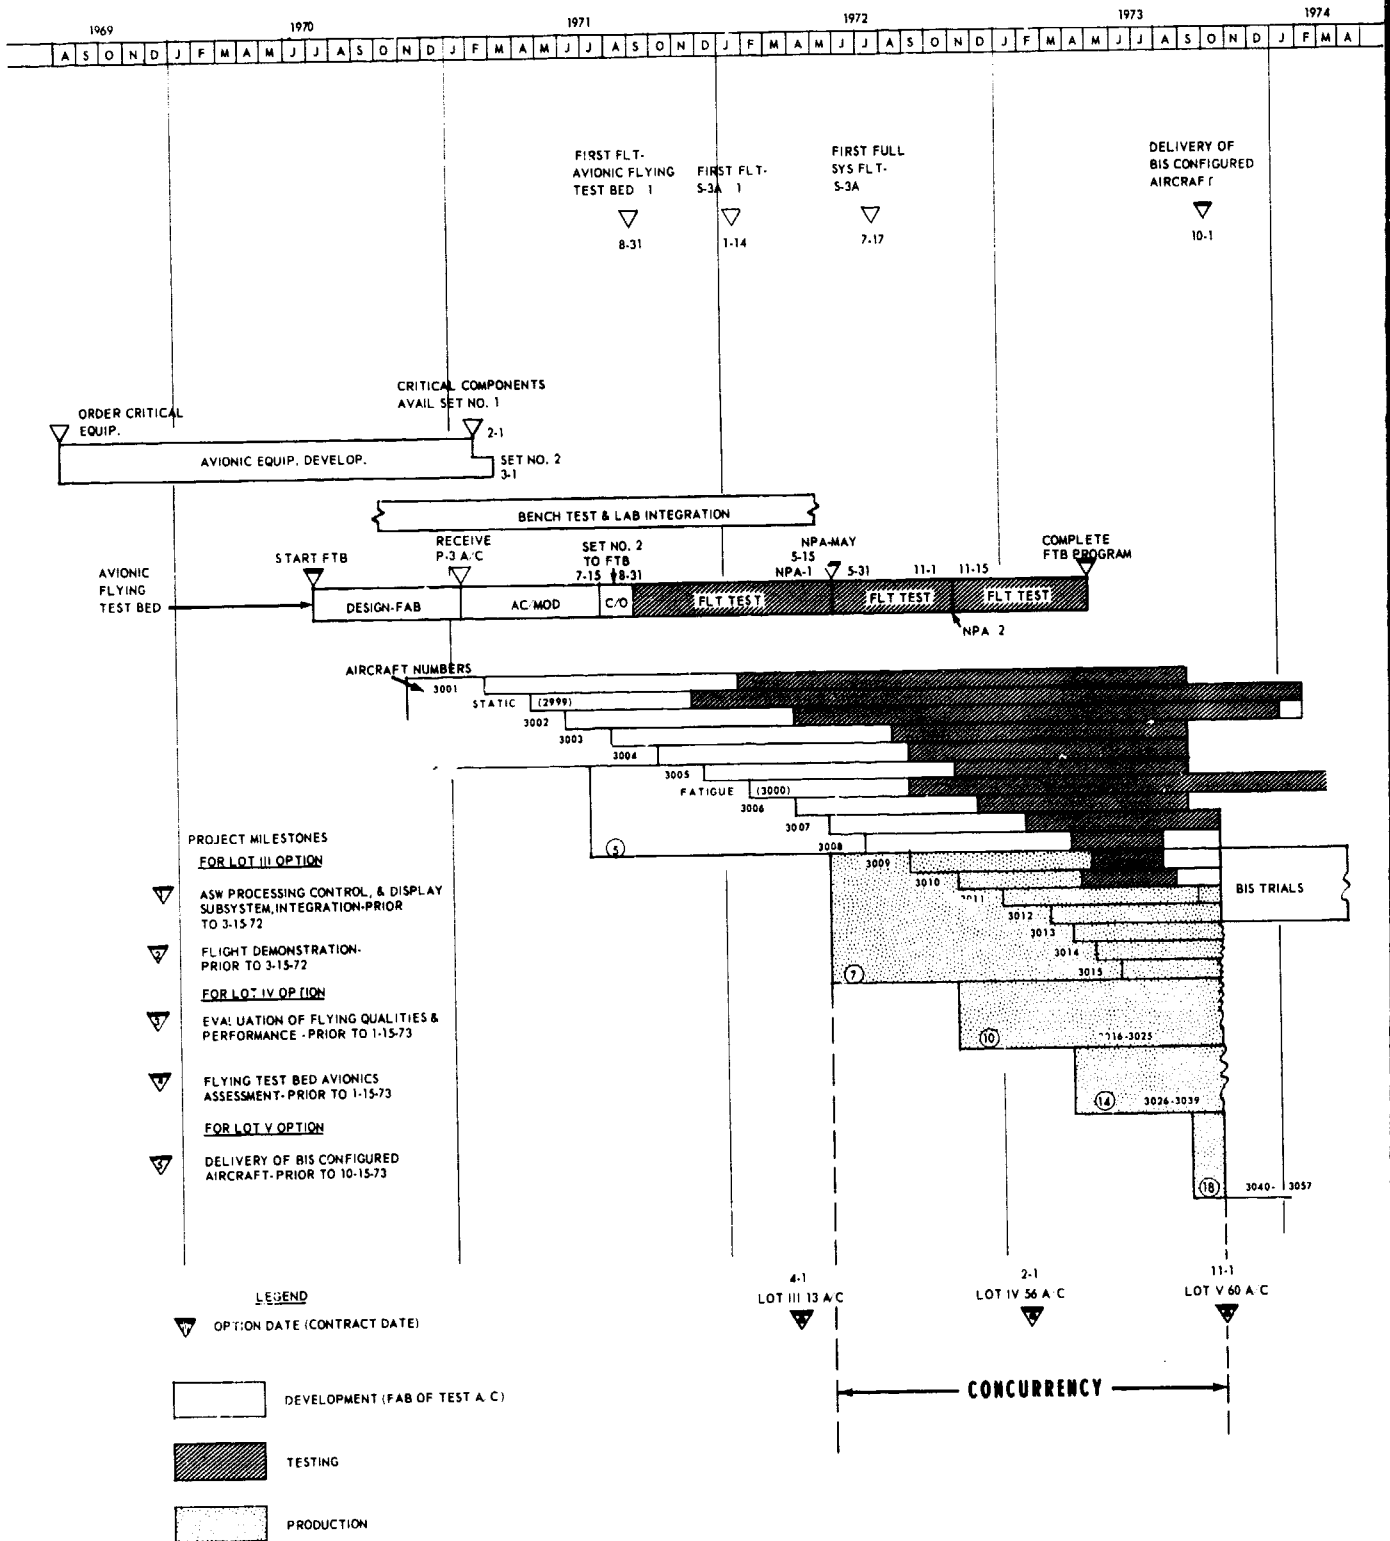 1969 1970 1971 1972 1973 1974
A S O N D J F M A M J J A S O N D J F M A M J J A S O N D J F M A M J J A S O N D J F M A M J J A S O N D J F M A
FIRST FLT-
AVIONIC FLYING
TEST BED 1
8-31
FIRST FLT-
S-3A 1
1-14
FIRST FULL
SYS FLT-
S-3A
7-17
DELIVERY OF
BIS CONFIGURED
AIRCRAFT
10-1
ORDER CRITICAL
EQUIP.
CRITICAL COMPONENTS
AVAIL SET NO. 1
2-1
AVIONIC EQUIP. DEVELOP.
SET NO. 2
3-1
BENCH TEST & LAB INTEGRATION
AVIONIC
FLYING
TEST BED
START FTB
RECEIVE
P-3 A/C
SET NO. 2
TO FTB
7-15 8-31
NPA-MAY
5-15
NPA-1 5-31
11-1 11-15
COMPLETE
FTB PROGRAM
DESIGN-FAB AC/MOD C/O FLT TEST FLT TEST FLT TEST
NPA 2
AIRCRAFT NUMBERS
3001
STATIC (2999)
3002
3003
3004
3005
FATIGUE (3000)
3006
3007
3008
5
3009
3010
3011
BIS TRIALS
3012
3013
3014
3015
7
10
16-3025
14 3026-3039
18 3040- 3057
PROJECT MILESTONES
FOR LOT III OPTION
1 ASW PROCESSING CONTROL, & DISPLAY
SUBSYSTEM, INTEGRATION-PRIOR
TO 3-15-72
2 FLIGHT DEMONSTRATION-
PRIOR TO 3-15-72
FOR LOT IV OPTION
3 EVALUATION OF FLYING QUALITIES &
PERFORMANCE - PRIOR TO 1-15-73
4 FLYING TEST BED AVIONICS
ASSESSMENT- PRIOR TO 1-15-73
FOR LOT V OPTION
5 DELIVERY OF BIS CONFIGURED
AIRCRAFT-PRIOR TO 10-15-73
4-1
LOT III 13 A/C
2-1
LOT IV 56 A/C
11-1
LOT V 60 A/C
CONCURRENCY
LEGEND
OPTION DATE (CONTRACT DATE)
DEVELOPMENT (FAB OF TEST A/C)
TESTING
PRODUCTION